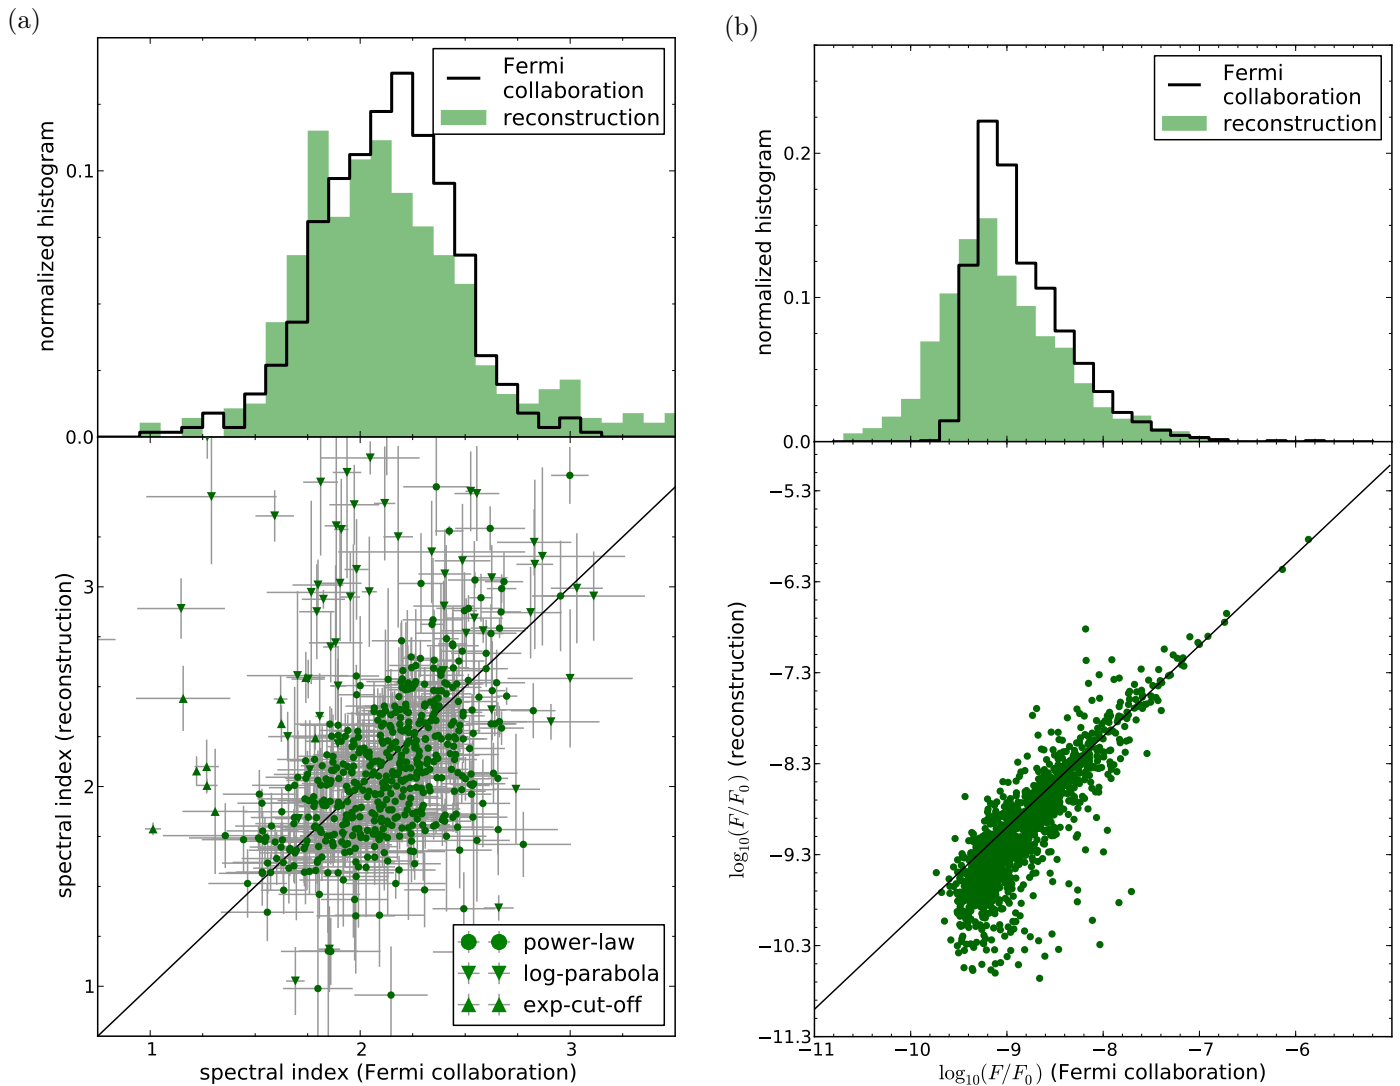 (a)
Fermi
collaboration
reconstruction
normalized histogram
0.1
0.0
spectral index (reconstruction)
3
2
1
power-law
log-parabola
exp-cut-off
1 2 3
spectral index (Fermi collaboration)
(b)
Fermi
collaboration
reconstruction
normalized histogram
0.2
0.1
0.0
log₁₀(F/F₀) (reconstruction)
−5.3
−6.3
−7.3
−8.3
−9.3
−10.3
−11.3
−11 −10 −9 −8 −7 −6
log₁₀(F/F₀) (Fermi collaboration)